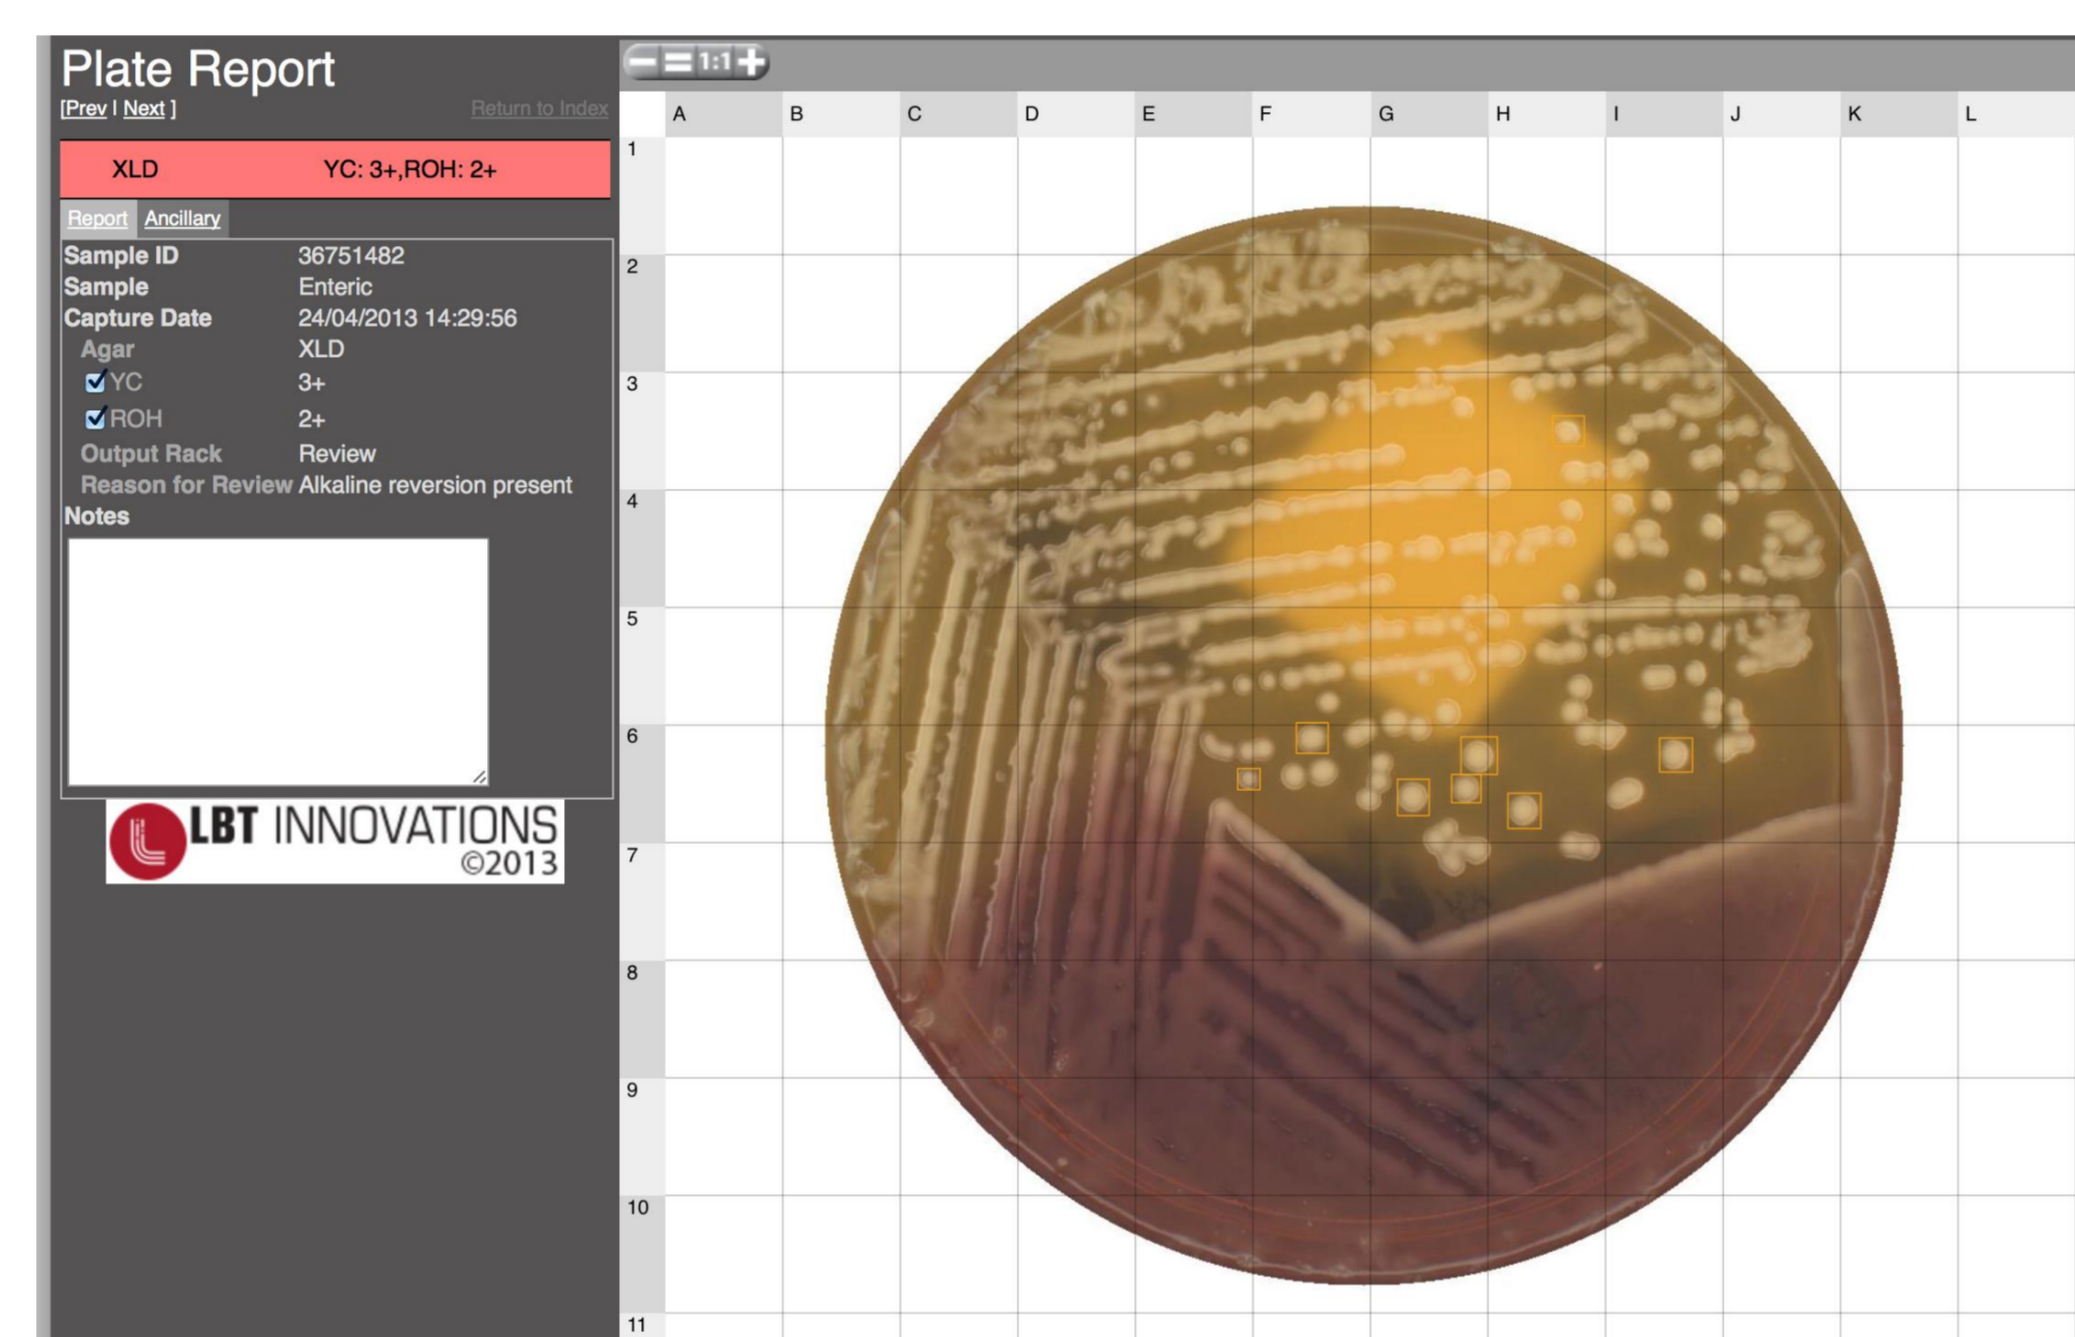 Plate Report
[Prev | Next ] Return to Index
XLD YC: 3+,ROH: 2+
Report Ancillary
Sample ID 36751482
Sample Enteric
Capture Date 24/04/2013 14:29:56
Agar XLD
YC 3+
ROH 2+
Output Rack Review
Reason for Review Alkaline reversion present
Notes
LBT INNOVATIONS
©2013
1:1
A B C D E F G H I J K L
1
2
3
4
5
6
7
8
9
10
11